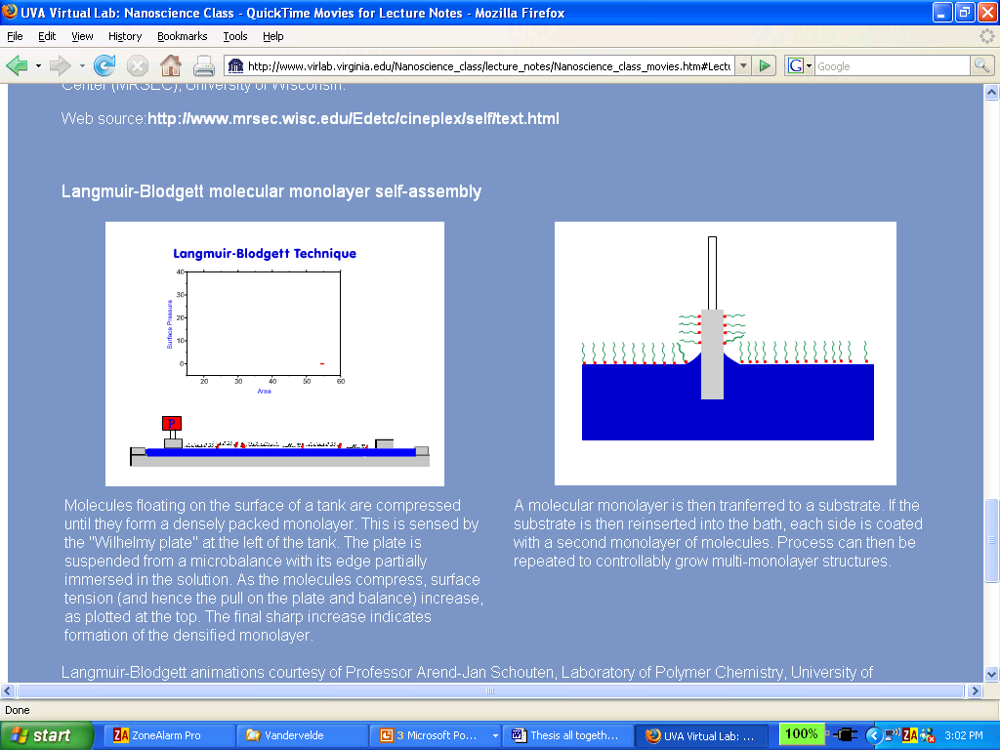 UVA Virtual Lab: Nanoscience Class - QuickTime Movies for Lecture Notes - Mozilla Firefox
File Edit View History Bookmarks Tools Help
http://www.virlab.virginia.edu/Nanoscience_class/lecture_notes/Nanoscience_class_movies.htm#Lectu
G Google
Center (MRSEC), University of Wisconsin.
Web source:http://www.mrsec.wisc.edu/Edetc/cineplex/self/text.html
Langmuir-Blodgett molecular monolayer self-assembly
Langmuir-Blodgett Technique
40
30
20
10
0
Surface Pressure
20 30 40 50 60
Area
P
Molecules floating on the surface of a tank are compressed
until they form a densely packed monolayer. This is sensed by
the "Wilhelmy plate" at the left of the tank. The plate is
suspended from a microbalance with its edge partially
immersed in the solution. As the molecules compress, surface
tension (and hence the pull on the plate and balance) increase,
as plotted at the top. The final sharp increase indicates
formation of the densified monolayer.
A molecular monolayer is then tranferred to a substrate. If the
substrate is then reinserted into the bath, each side is coated
with a second monolayer of molecules. Process can then be
repeated to controllably grow multi-monolayer structures.
Langmuir-Blodgett animations courtesy of Professor Arend-Jan Schouten, Laboratory of Polymer Chemistry, University of
Done
start ZA ZoneAlarm Pro Vandervelde 3 Microsoft Po... Thesis all togeth... UVA Virtual Lab: ... 100% ZA 3:02 PM